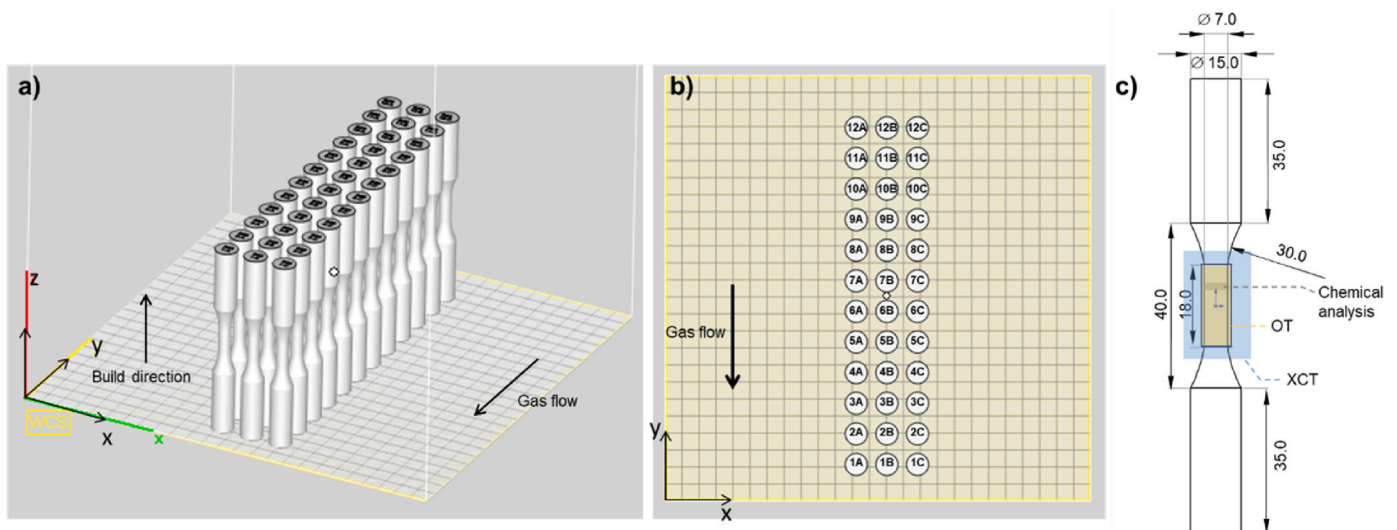 a)
z
y
Build direction
WCS
x
x
Gas flow
b)
12A 12B 12C
11A 11B 11C
10A 10B 10C
9A 9B 9C
8A 8B 8C
7A 7B 7C
Gas flow
6A 6B 6C
5A 5B 5C
4A 4B 4C
3A 3B 3C
2A 2B 2C
1A 1B 1C
y
x
c)
Ø 7.0
Ø 15.0
35.0
30.0
40.0
18.0
Chemical
analysis
OT
XCT
35.0